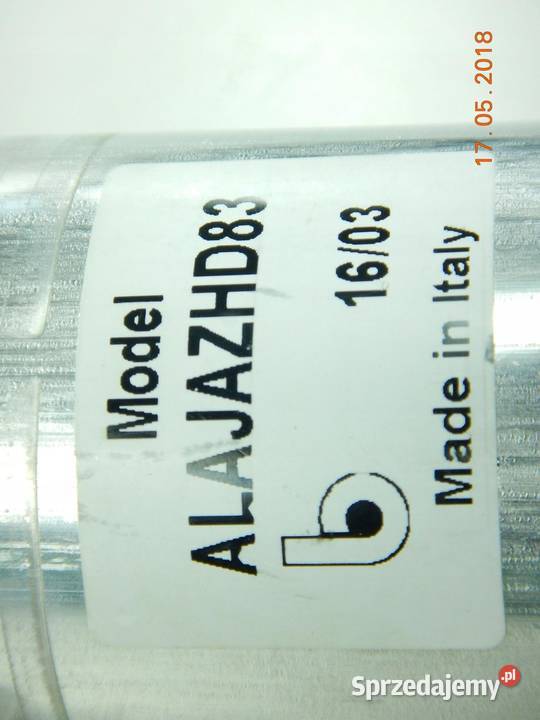 Model
ALAJAZHD83
16/03
Made in Italy
17.05.2018
Sprzedajemy.pl